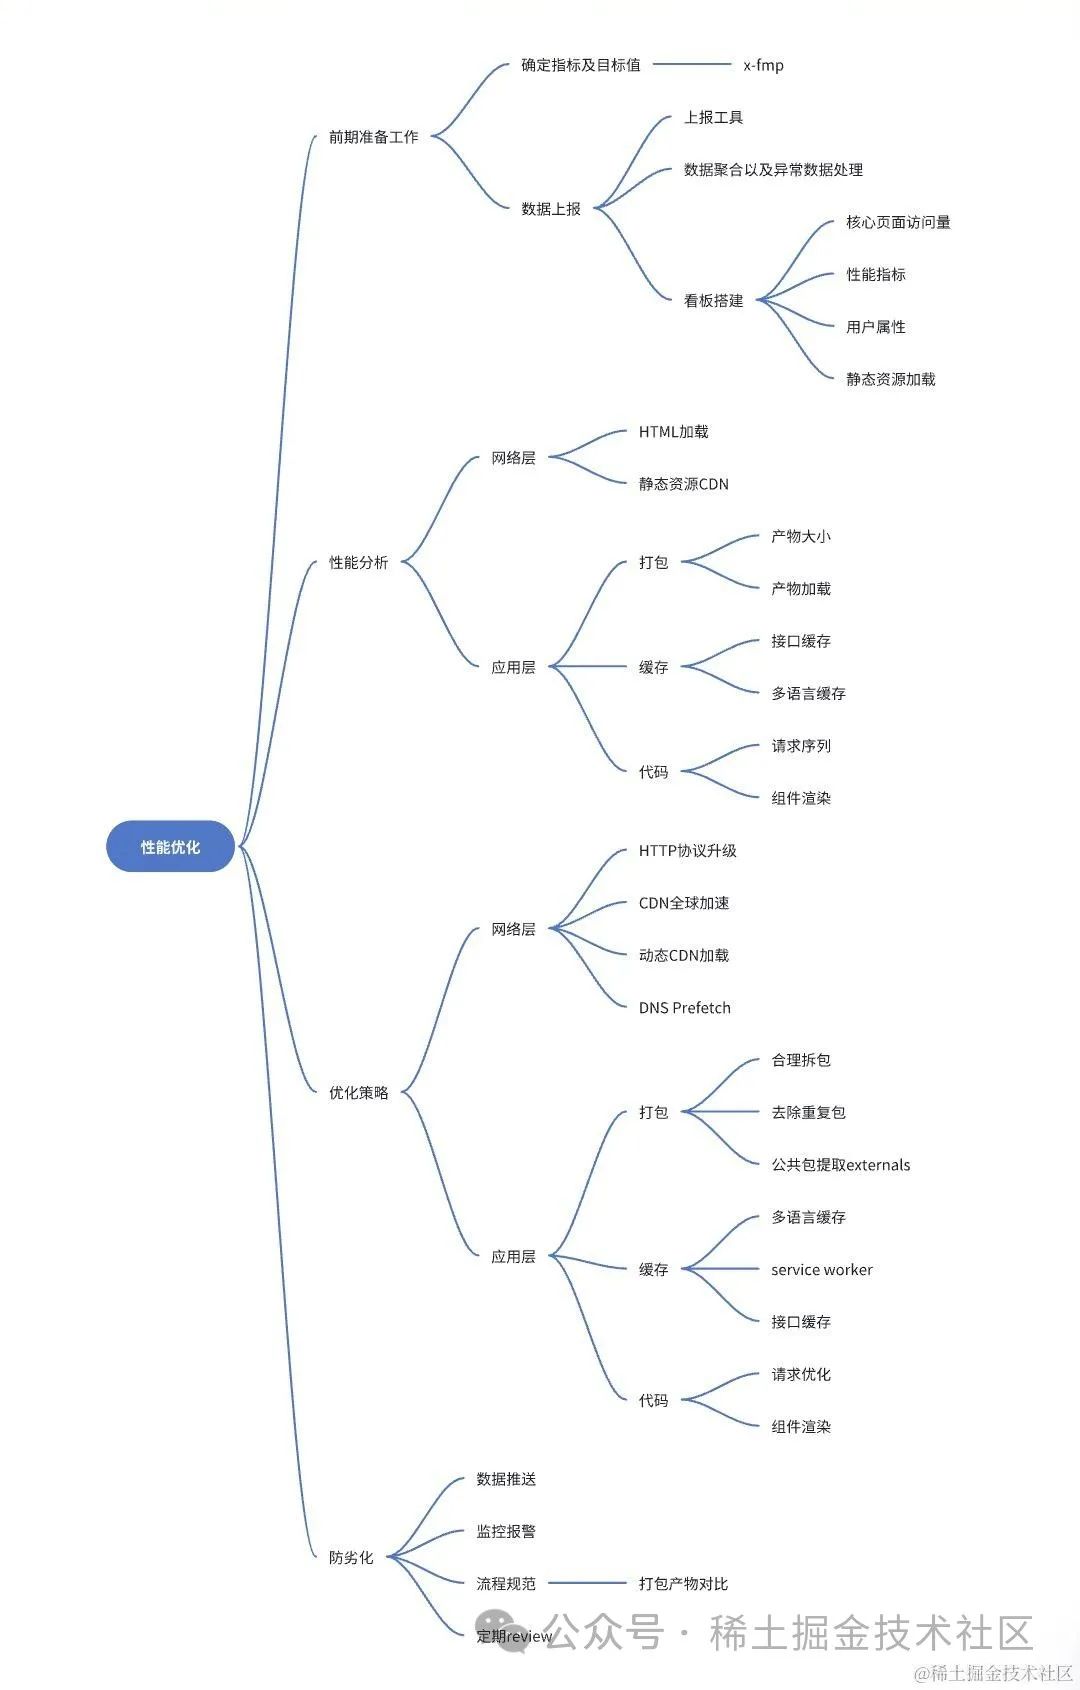 确定指标及目标值
x-fmp
上报工具
前期准备工作
数据聚合以及异常数据处理
数据上报
核心页面访问量
性能指标
看板搭建
用户属性
静态资源加载
HTML加载
网络层
静态资源CDN
产物大小
性能分析
打包
产物加载
接口缓存
应用层
缓存
多语言缓存
请求序列
代码
组件渲染
性能优化
HTTP协议升级
CDN全球加速
网络层
动态CDN加载
DNS Prefetch
合理拆包
优化策略
打包
去除重复包
公共包提取externals
多语言缓存
应用层
缓存
service worker
接口缓存
请求优化
代码
组件渲染
数据推送
监控报警
防劣化
流程规范
打包产物对比
定期review
公众号 · 稀土掘金技术社区
@稀土掘金技术社区